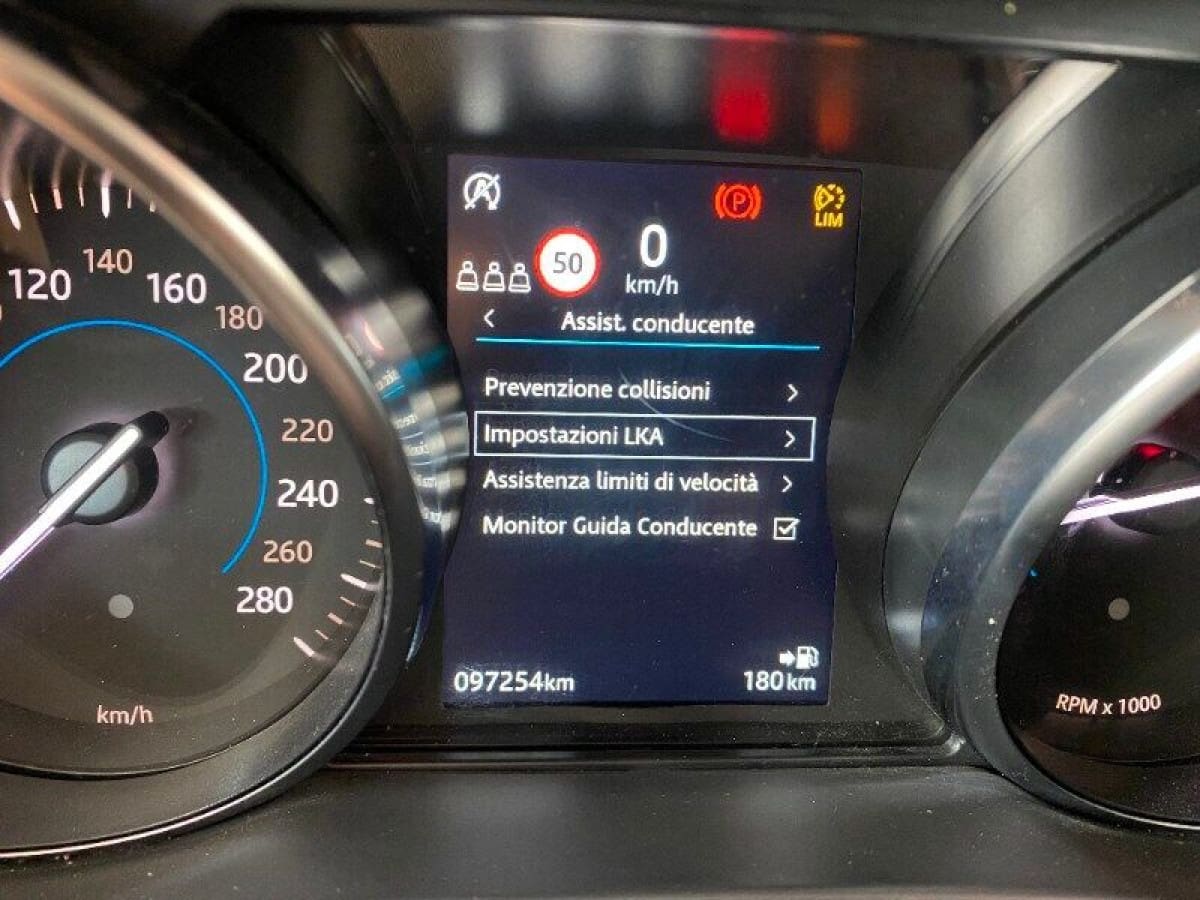 120
140
160
180
200
220
240
260
280
km/h
A
P
LIM
50
0
km/h
Assist. conducente
Prevenzione collisioni
Impostazioni LKA
Assistenza limiti di velocità
Monitor Guida Conducente
097254km
180km
RPM x 1000